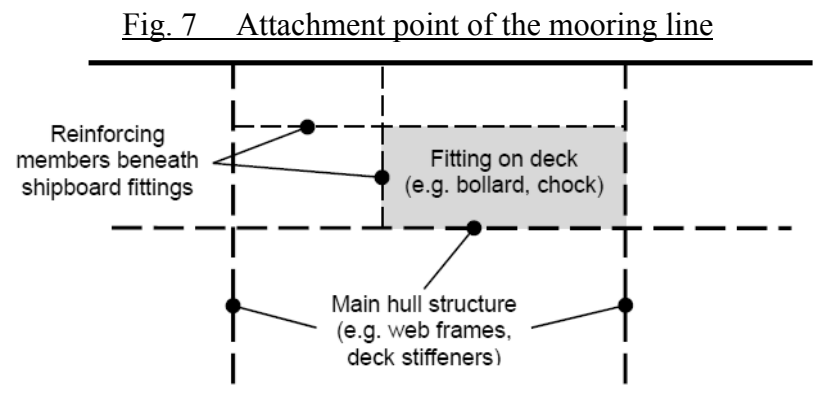 Fig. 7 Attachment point of the mooring line
Reinforcing
members beneath
shipboard fittings
Fitting on deck
(e.g. bollard, chock)
Main hull structure
(e.g. web frames,
deck stiffeners)